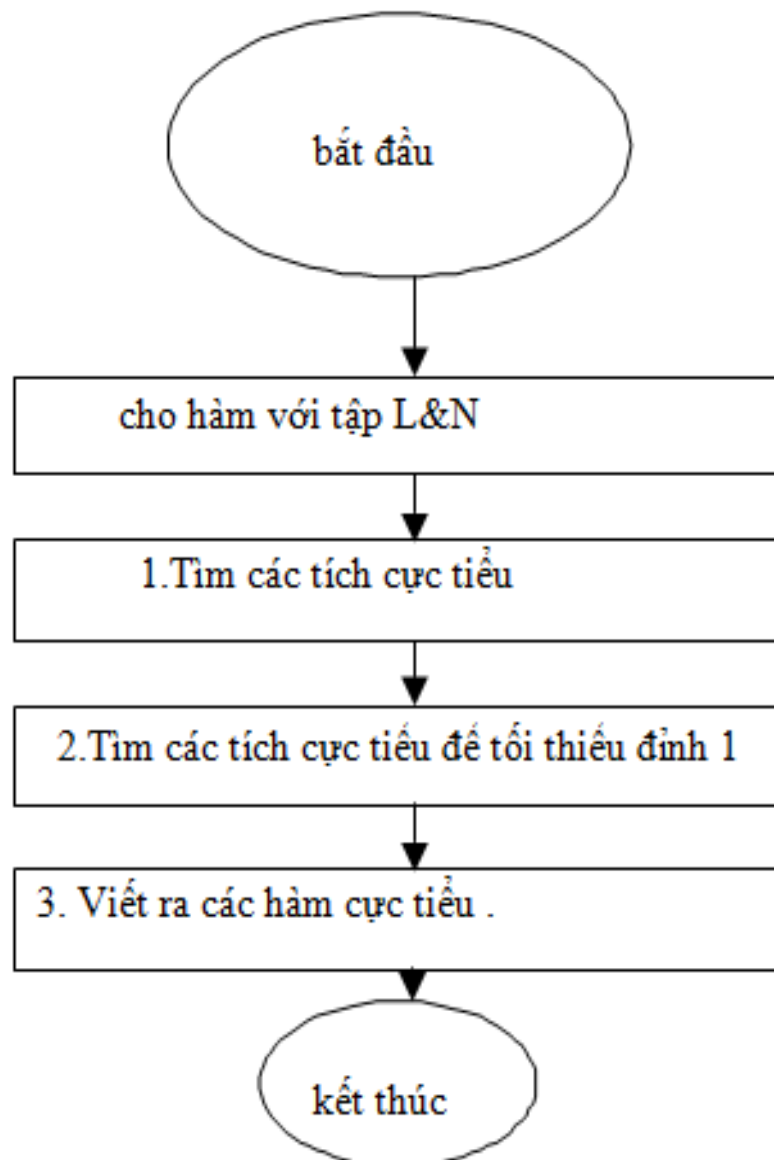 bắt đầu
cho hàm với tập L&N
1.Tìm các tích cực tiểu
2.Tìm các tích cực tiểu để tối thiểu đỉnh 1
3. Viết ra các hàm cực tiểu .
kết thúc